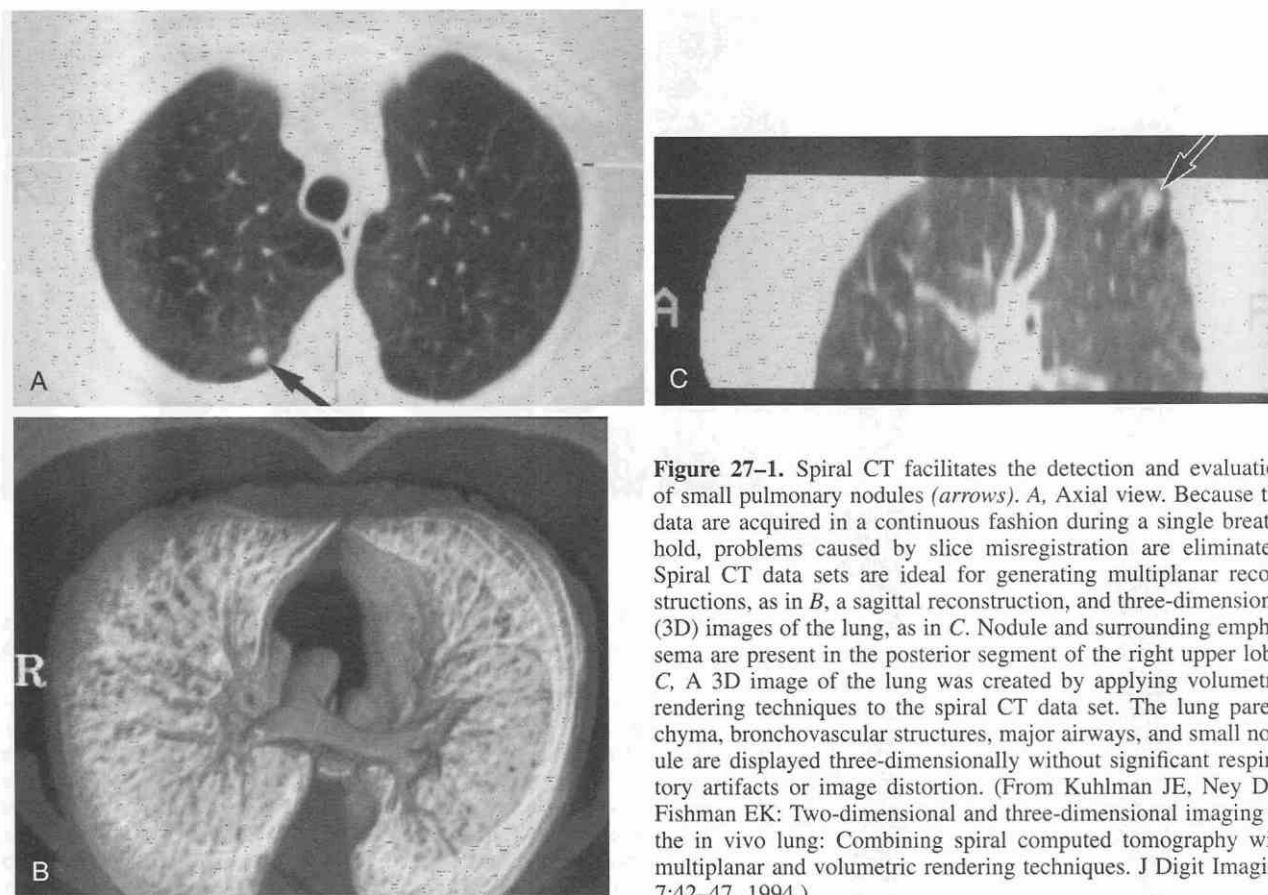 A
A
C
R
B
Figure 27–1. Spiral CT facilitates the detection and evaluatio
of small pulmonary nodules (arrows). A, Axial view. Because t
data are acquired in a continuous fashion during a single breat
hold, problems caused by slice misregistration are eliminate
Spiral CT data sets are ideal for generating multiplanar reco
structions, as in B, a sagittal reconstruction, and three-dimension
(3D) images of the lung, as in C. Nodule and surrounding emph
sema are present in the posterior segment of the right upper lob
C, A 3D image of the lung was created by applying volumetr
rendering techniques to the spiral CT data set. The lung pare
chyma, bronchovascular structures, major airways, and small no
ule are displayed three-dimensionally without significant respir
tory artifacts or image distortion. (From Kuhlman JE, Ney D
Fishman EK: Two-dimensional and three-dimensional imaging
the in vivo lung: Combining spiral computed tomography wi
multiplanar and volumetric rendering techniques. J Digit Imagin
7:42–47, 1994.)